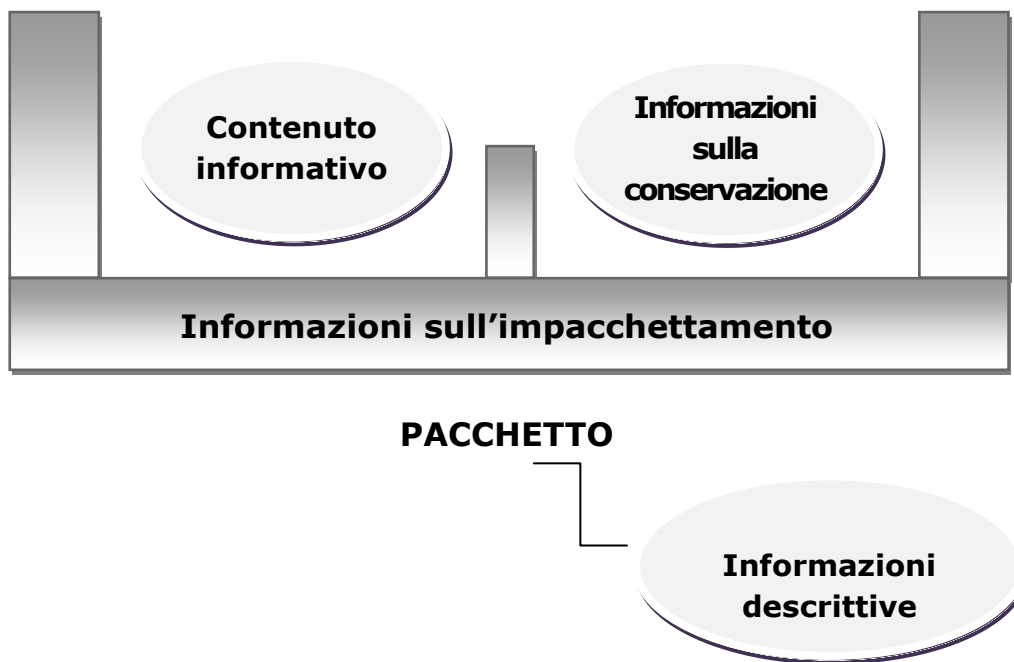 Contenuto
informativo
Informazioni
sulla
conservazione
Informazioni sull’impacchettamento
PACCHETTO
Informazioni
descrittive